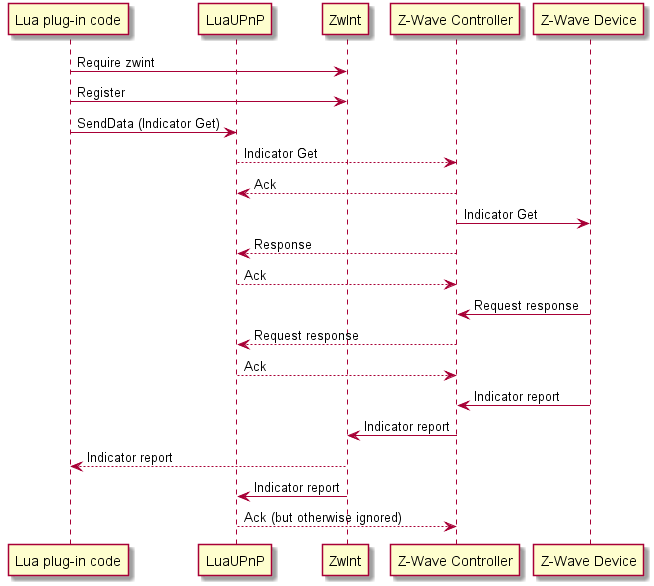 Lua plug-in code LuaUPnP ZwInt Z-Wave Controller Z-Wave Device
Require zwint
Register
SendData (Indicator Get)
Indicator Get
Ack
Indicator Get
Response
Ack
Request response
Request response
Ack
Indicator report
Indicator report
Indicator report
Indicator report
Ack (but otherwise ignored)
Lua plug-in code LuaUPnP ZwInt Z-Wave Controller Z-Wave Device